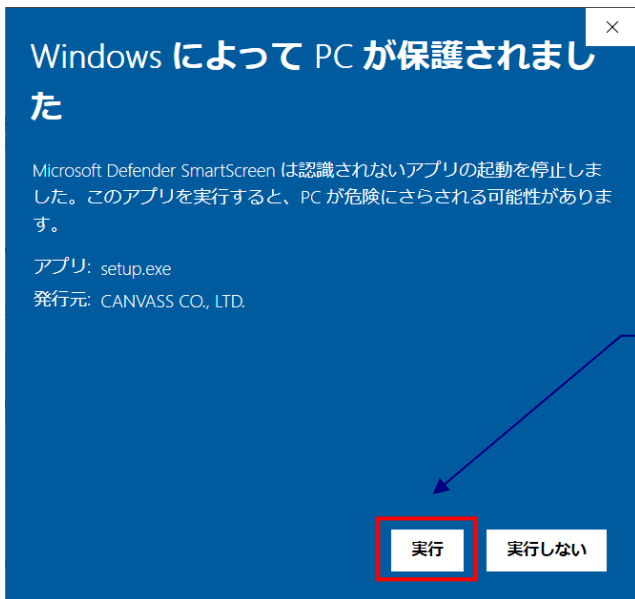 Windows によって PC が保護されまし
た
Microsoft Defender SmartScreen は認識されないアプリの起動を停止しま
した。このアプリを実行すると、PC が危険にさらされる可能性がありま
す。
アプリ: setup.exe
発行元: CANVASS CO., LTD.
実行 実行しない